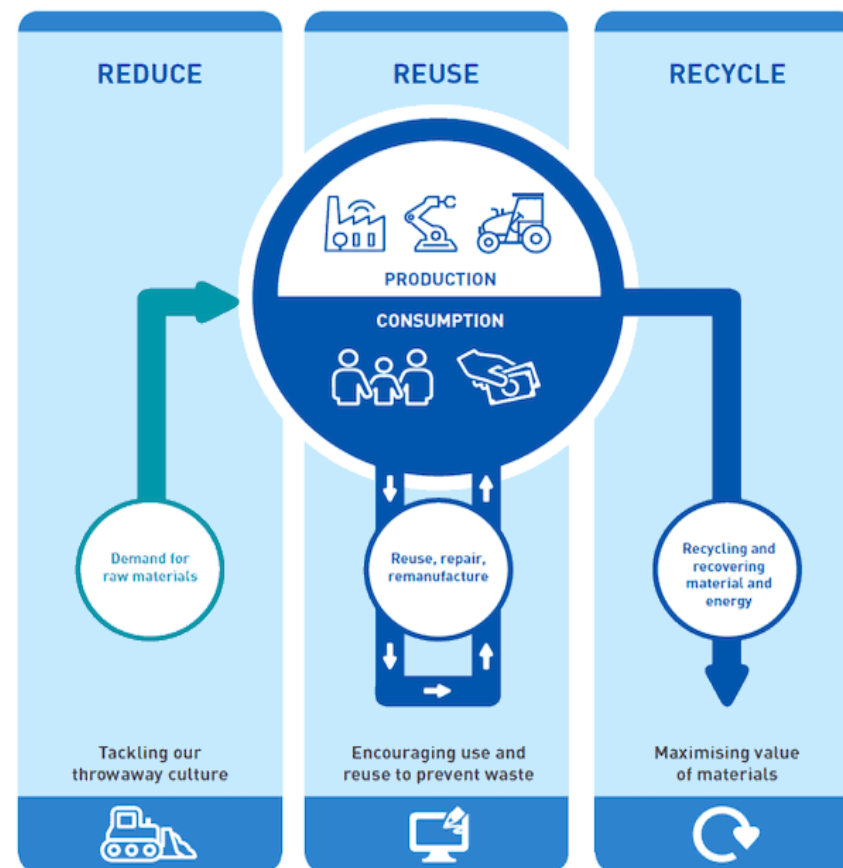 REDUCE
REUSE
RECYCLE
PRODUCTION
CONSUMPTION
Demand for
raw materials
Reuse, repair,
remanufacture
Recycling and
recovering
material and
energy
Tackling our
throwaway culture
Encouraging use and
reuse to prevent waste
Maximising value
of materials